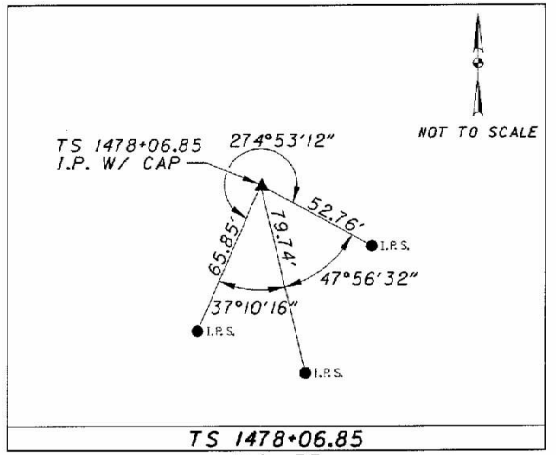 274°53'12"
NOT TO SCALE
TS 1478+06.85
I.P. W/ CAP
52.76'
79.74'
65.85'
I.P.S.
47°56'32"
37°10'16"
I.P.S.
I.P.S.
TS 1478+06.85